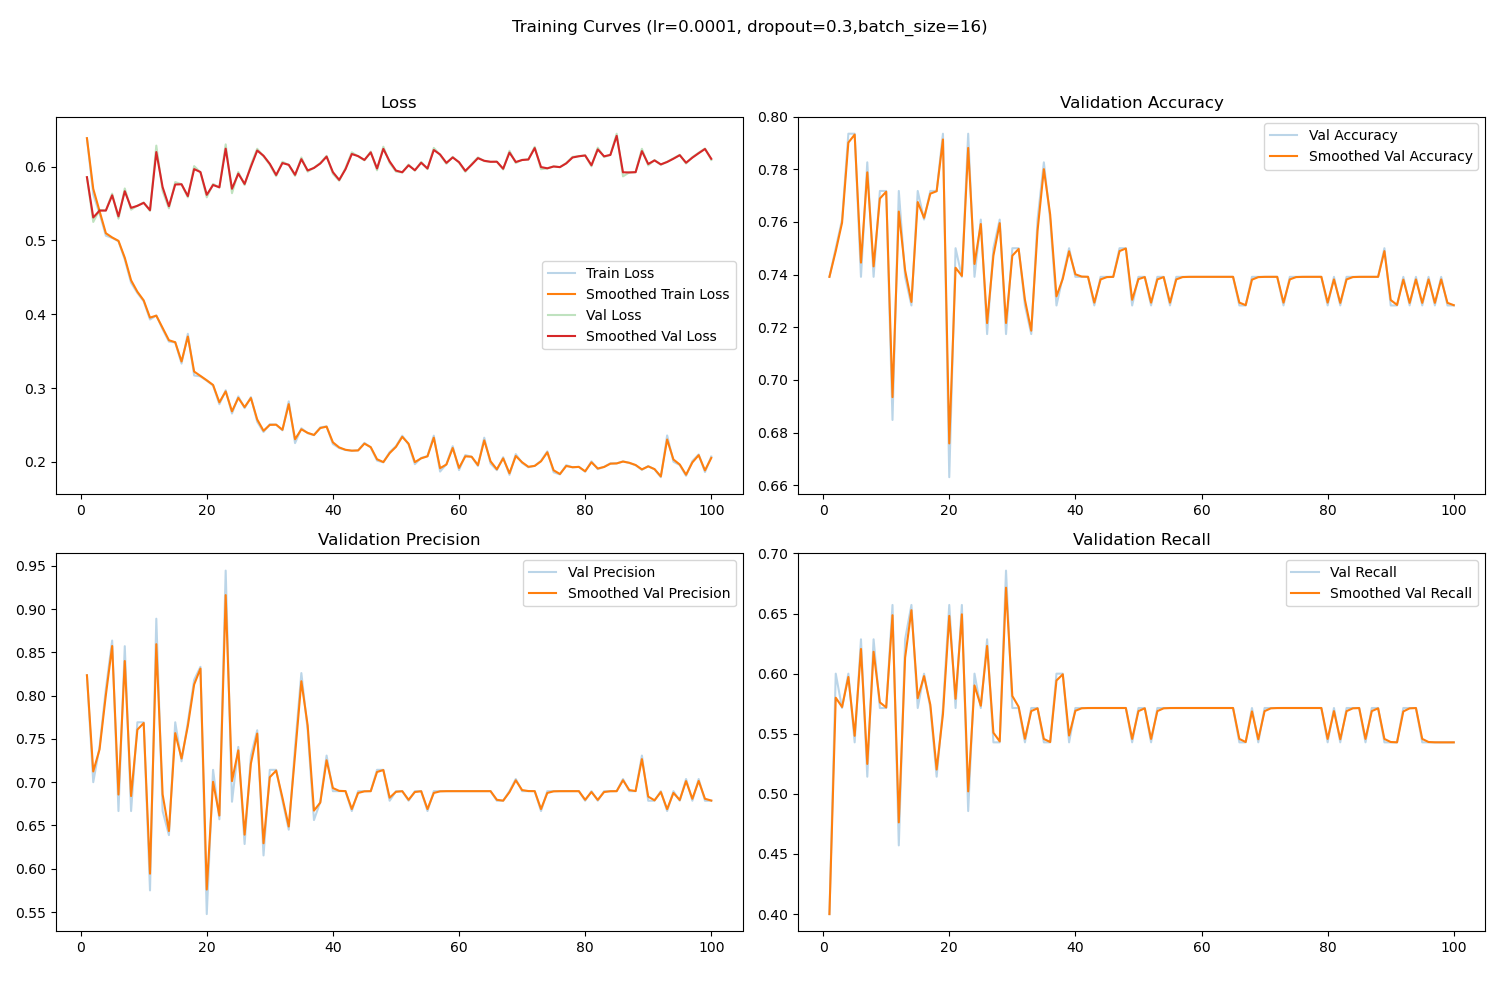 Training Curves (lr=0.0001, dropout=0.3,batch_size=16)
Loss
0.6
0.5
0.4
0.3
0.2
0 20 40 60 80 100
Train Loss
Smoothed Train Loss
Val Loss
Smoothed Val Loss
Validation Accuracy
0.80
0.78
0.76
0.74
0.72
0.70
0.68
0.66
0 20 40 60 80 100
Val Accuracy
Smoothed Val Accuracy
Validation Precision
0.95
0.90
0.85
0.80
0.75
0.70
0.65
0.60
0.55
0 20 40 60 80 100
Val Precision
Smoothed Val Precision
Validation Recall
0.70
0.65
0.60
0.55
0.50
0.45
0.40
0 20 40 60 80 100
Val Recall
Smoothed Val Recall